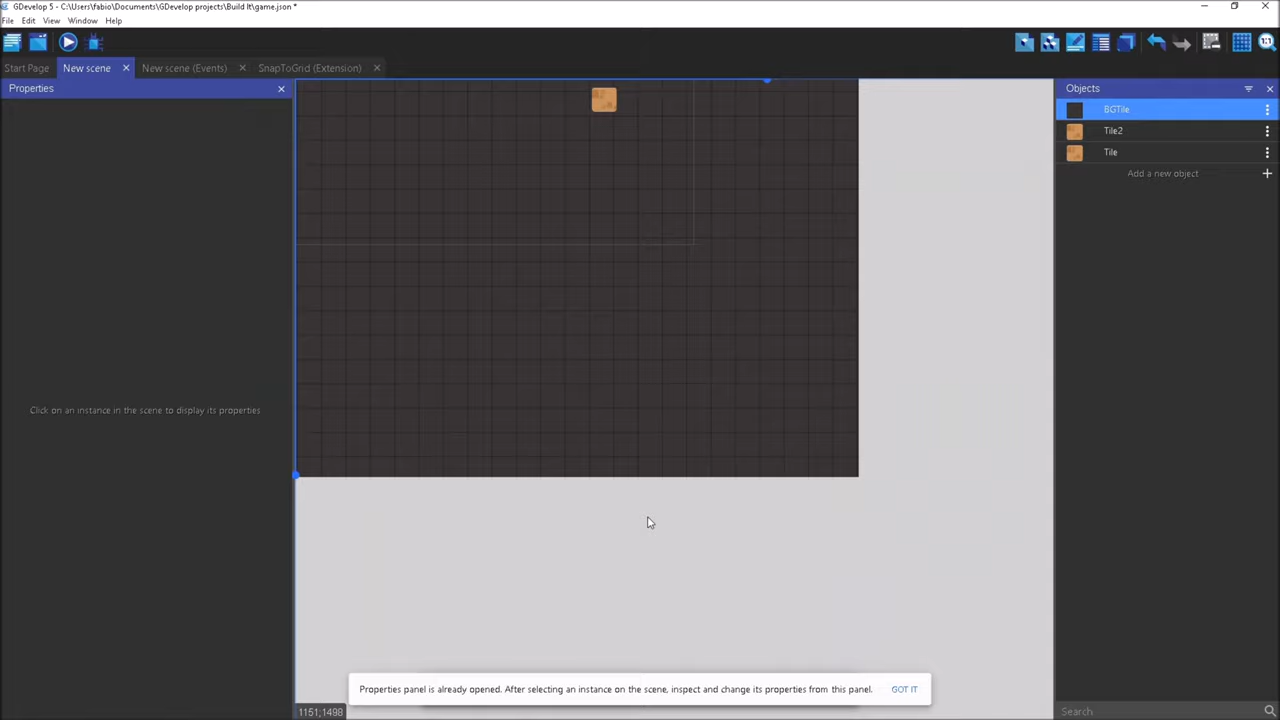 GDevelop 5 - C:\Users\fabio\Documents\GDevelop projects\Build It\game.json *
File Edit View Window Help
Start Page New scene New scene (Events) SnapToGrid (Extension)
Properties
Objects
BGTile
Tile2
Tile
Add a new object
Click on an instance in the scene to display its properties
Properties panel is already opened. After selecting an instance on the scene, inspect and change its properties from this panel. GOT IT
1151;1498
Search